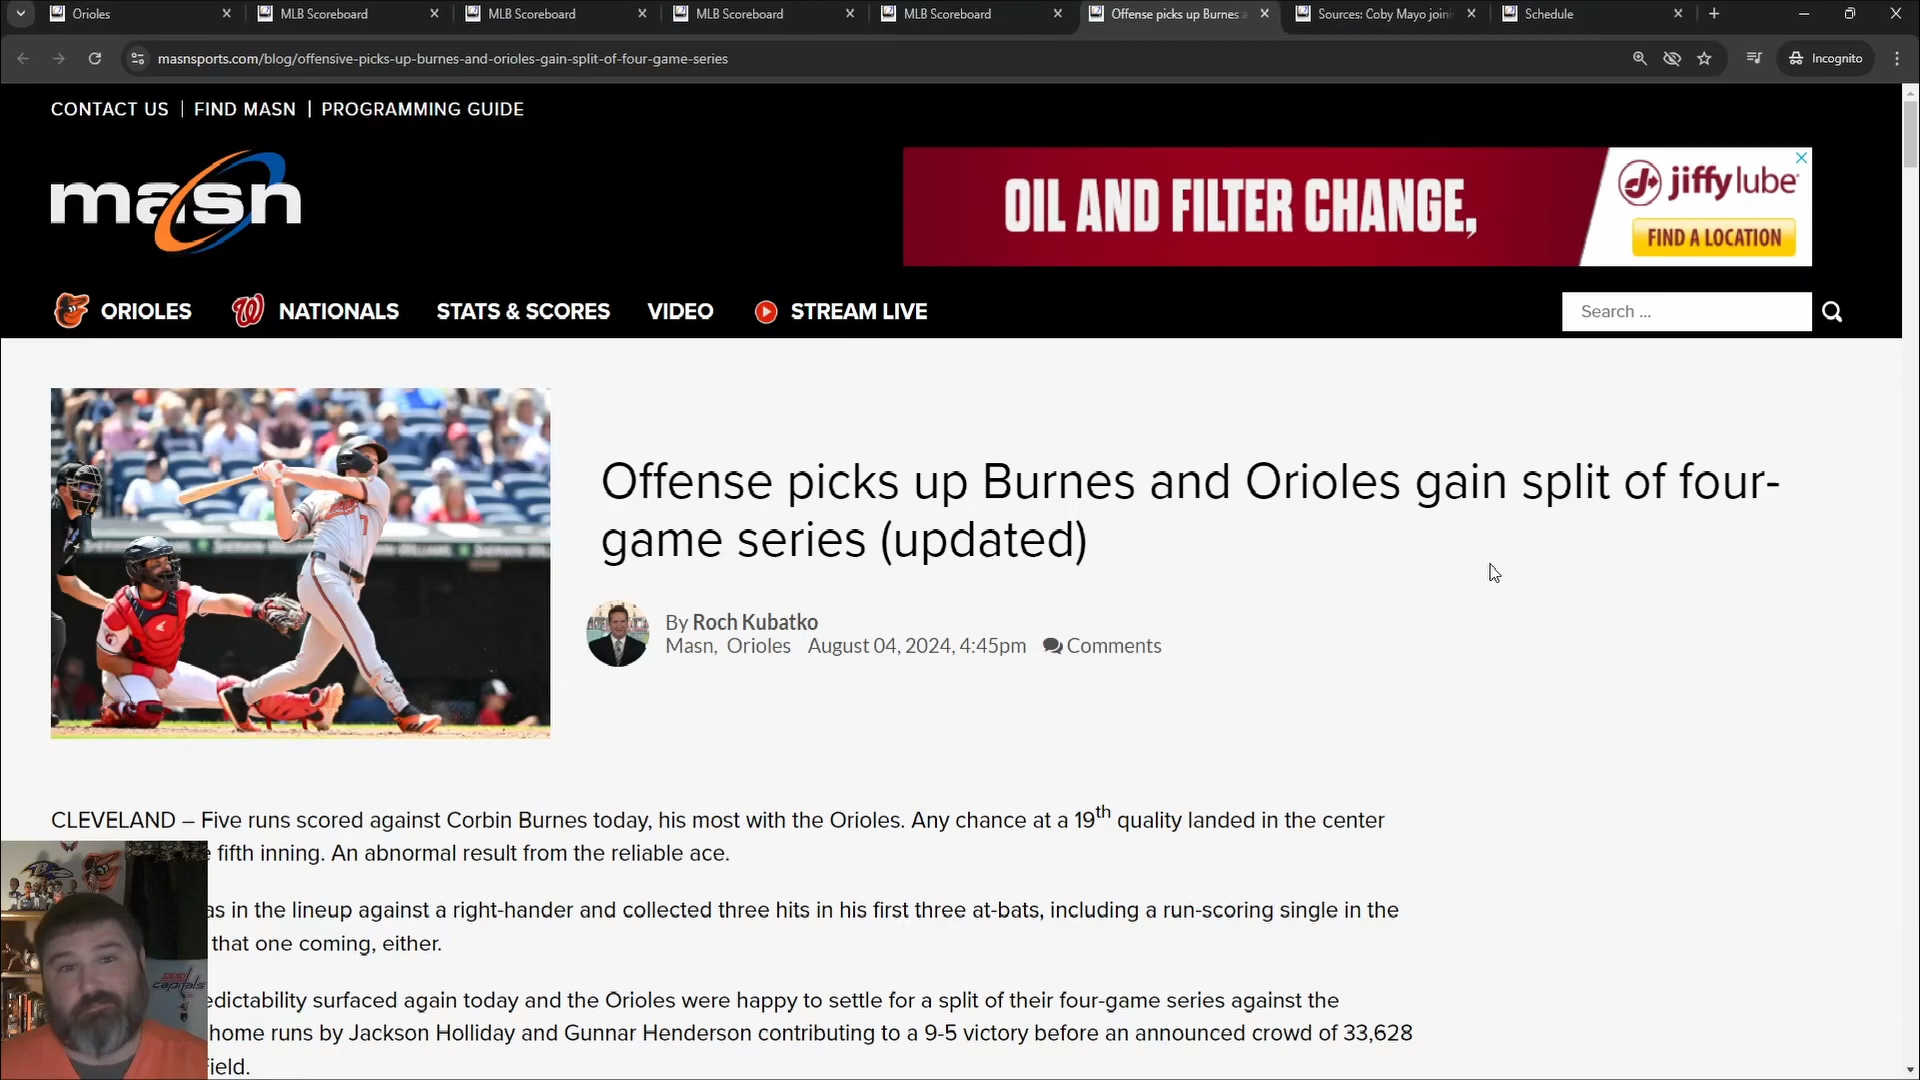 Orioles
MLB Scoreboard
MLB Scoreboard
MLB Scoreboard
MLB Scoreboard
Offense picks up Burnes a
Sources: Coby Mayo joini
Schedule
masnsports.com/blog/offensive-picks-up-burnes-and-orioles-gain-split-of-four-game-series
Incognito
CONTACT US | FIND MASN | PROGRAMMING GUIDE
masn
OIL AND FILTER CHANGE,
jiffylube
FIND A LOCATION
ORIOLES
NATIONALS
STATS & SCORES
VIDEO
STREAM LIVE
Search ...
Offense picks up Burnes and Orioles gain split of four-
game series (updated)
By Roch Kubatko
Masn, Orioles August 04, 2024, 4:45pm Comments
CLEVELAND – Five runs scored against Corbin Burnes today, his most with the Orioles. Any chance at a 19th quality landed in the center
fifth inning. An abnormal result from the reliable ace.
as in the lineup against a right-hander and collected three hits in his first three at-bats, including a run-scoring single in the
that one coming, either.
edictability surfaced again today and the Orioles were happy to settle for a split of their four-game series against the
home runs by Jackson Holliday and Gunnar Henderson contributing to a 9-5 victory before an announced crowd of 33,628
ield.
capitals